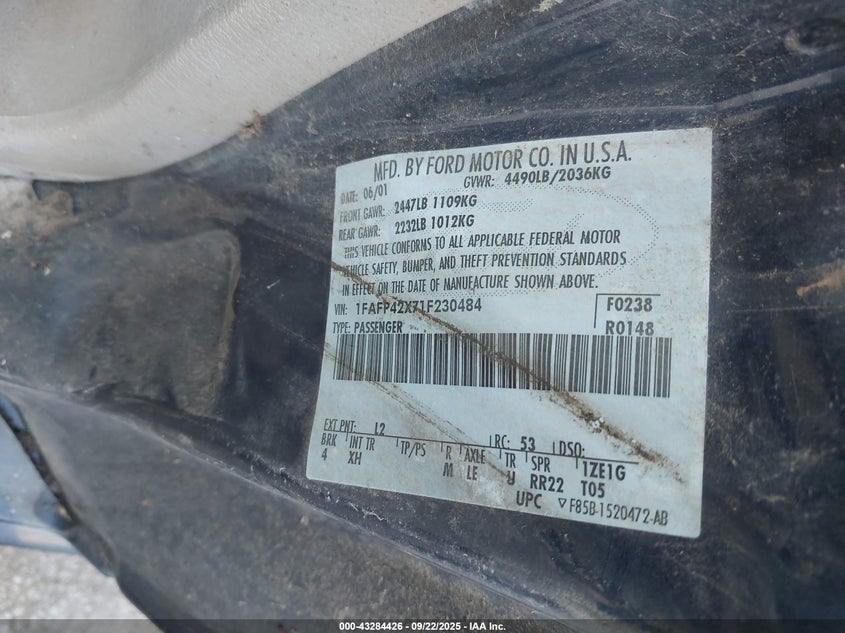 MFD. BY FORD MOTOR CO. IN U.S.A.
DATE: 06/01 GVWR: 4490LB/2036KG
FRONT GAWR: 2447LB 1109KG
REAR GAWR: 2232LB 1012KG
THIS VEHICLE CONFORMS TO ALL APPLICABLE FEDERAL MOTOR
VEHICLE SAFETY, BUMPER, AND THEFT PREVENTION STANDARDS
IN EFFECT ON THE DATE OF MANUFACTURE SHOWN ABOVE.
VIN: 1FAFP42X71F230484 F0238
TYPE: PASSENGER R0148
EXT PNT: L2 RC: 53 DSO:
BRK INT TR TP/PS R AXLE TR SPR 1ZE1G
4 XH M LE U RR22 T05
UPC ▽F85B-1520472-AB
000-43284426 - 09/22/2025 - IAA Inc.